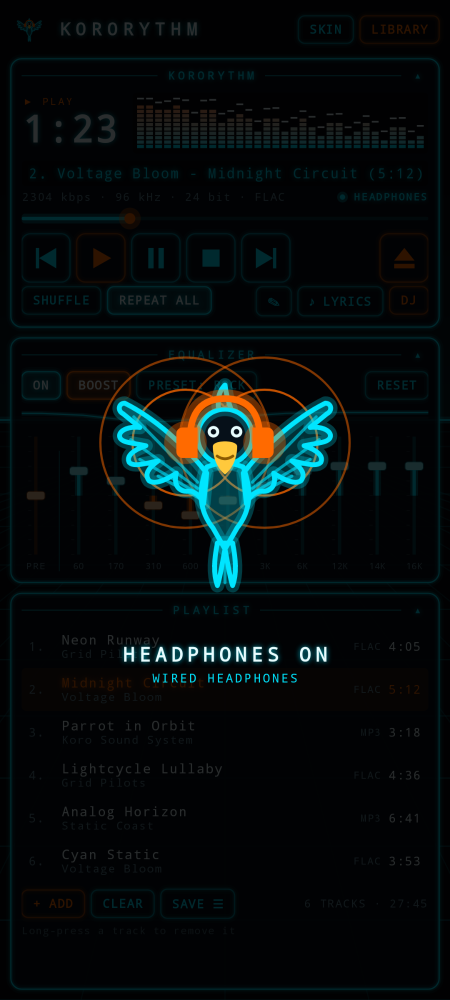 KORORYTHM
SKIN
LIBRARY
KORORYTHM
PLAY
1:23
2. Voltage Bloom - Midnight Circuit (5:12)
2304 kbps · 96 kHz · 24 bit · FLAC
HEADPHONES
SHUFFLE
REPEAT ALL
♪ LYRICS
DJ
EQUALIZER
ON
BOOST
RESET
PRE 60 170 310 600 3K 6K 12K 14K 16K
PLAYLIST
1. Neon Runway FLAC 4:05
Grid
HEADPHONES ON
WIRED HEADPHONES
2. Midnight Circuit FLAC 5:12
Voltage Bloom
3. Parrot in Orbit MP3 3:18
Koro Sound System
4. Lightcycle Lullaby FLAC 4:36
Grid Pilots
5. Analog Horizon MP3 6:41
Static Coast
6. Cyan Static FLAC 3:53
Voltage Bloom
+ ADD
CLEAR
SAVE ☰
6 TRACKS · 27:45
Long-press a track to remove it